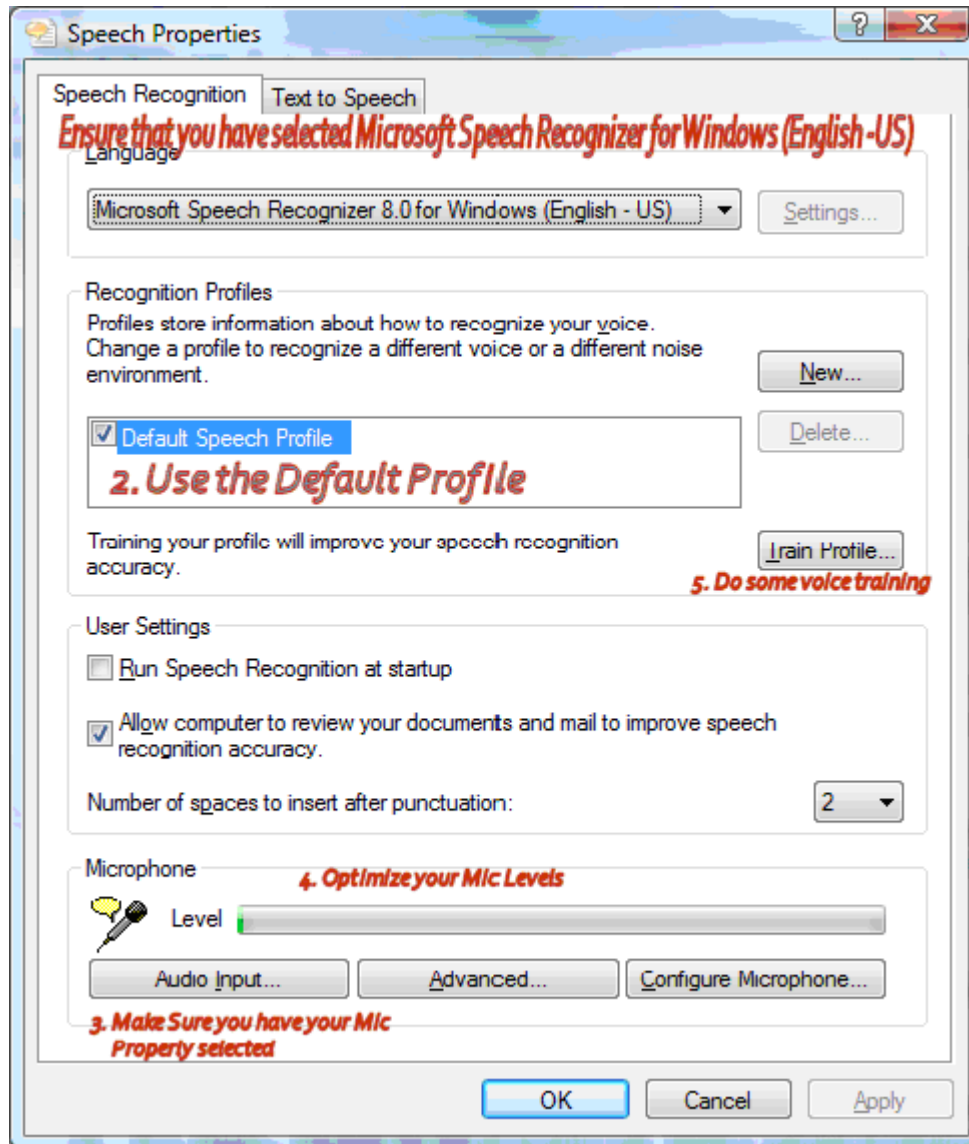 Speech Properties
Speech Recognition Text to Speech
Ensure that you have selected Microsoft Speech Recognizer for Windows (English -US)
Language
Microsoft Speech Recognizer 8.0 for Windows (English - US) Settings...
Recognition Profiles
Profiles store information about how to recognize your voice.
Change a profile to recognize a different voice or a different noise
environment.
New...
Default Speech Profile Delete...
2. Use the Default Profile
Training your profile will improve your speech recognition
accuracy.
Train Profile...
5. Do some voice training
User Settings
Run Speech Recognition at startup
Allow computer to review your documents and mail to improve speech
recognition accuracy.
Number of spaces to insert after punctuation: 2
Microphone
4. Optimize your Mic Levels
Level
Audio Input... Advanced... Configure Microphone...
3. Make Sure you have your Mic
Properly selected
OK Cancel Apply